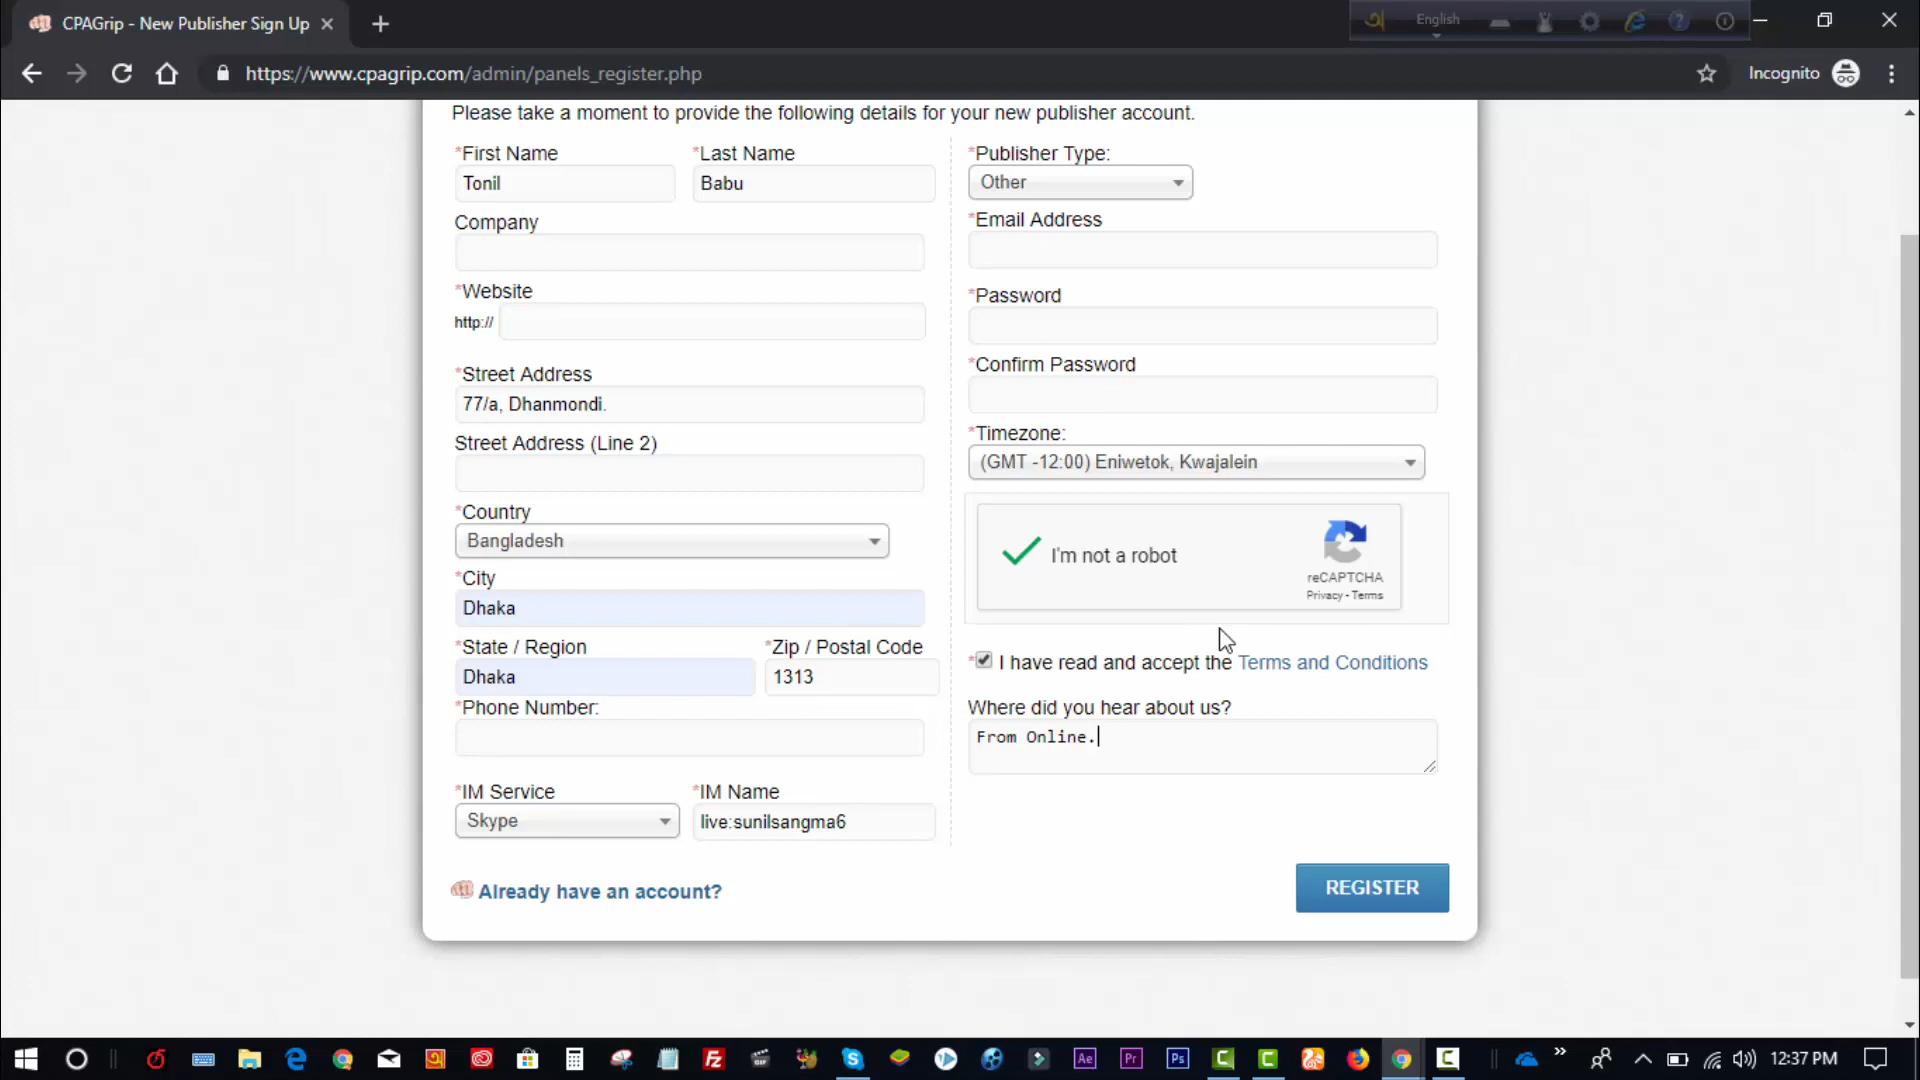 CPAGrip - New Publisher Sign Up
English
https://www.cpagrip.com/admin/panels_register.php
Incognito
Please take a moment to provide the following details for your new publisher account.
*First Name
*Last Name
Tonil
Babu
Company
*Website
http://
*Street Address
77/a, Dhanmondi.
Street Address (Line 2)
*Country
Bangladesh
*City
Dhaka
*State / Region
*Zip / Postal Code
Dhaka
1313
*Phone Number:
*IM Service
*IM Name
Skype
live:sunilsangma6
Already have an account?
*Publisher Type:
Other
*Email Address
*Password
*Confirm Password
*Timezone:
(GMT -12:00) Eniwetok, Kwajalein
I'm not a robot
reCAPTCHA
Privacy - Terms
* I have read and accept the Terms and Conditions
Where did you hear about us?
From Online.
REGISTER
Ae
Pr
Ps
12:37 PM